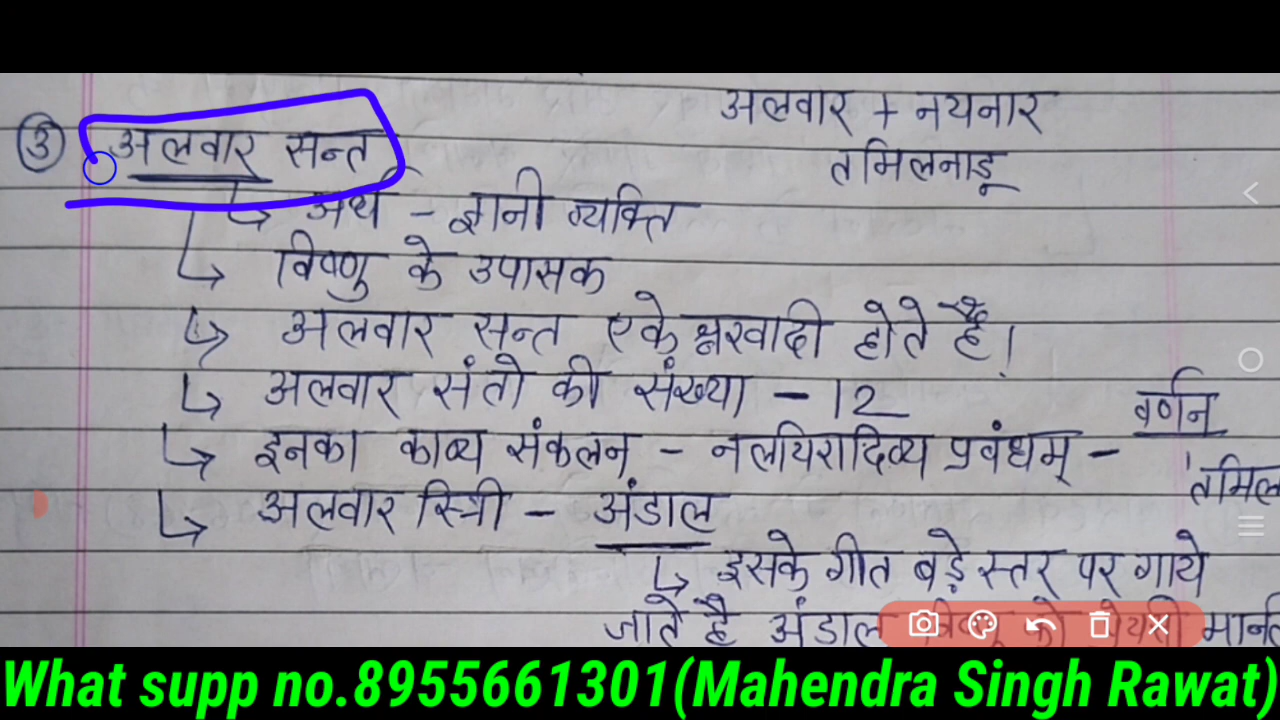 अलवार + नयनार
③ अलवार सन्त
तमिलनाडू
↳ अर्थ - ज्ञानी व्यक्ति
↳ विष्णु के उपासक
↳ अलवार सन्त एकेश्वरवादी होते हैं।
↳ अलवार संतो की संख्या - 12
वर्णन
↳ इनका काव्य संकलन - नलयिरादिव्य प्रबंधम् -
'तमिल
↳ अलवार स्त्री - अंडाल
↳ इसके गीत बड़े स्तर पर गाये
जाते है अंडाल को
What supp no.8955661301(Mahendra Singh Rawat)